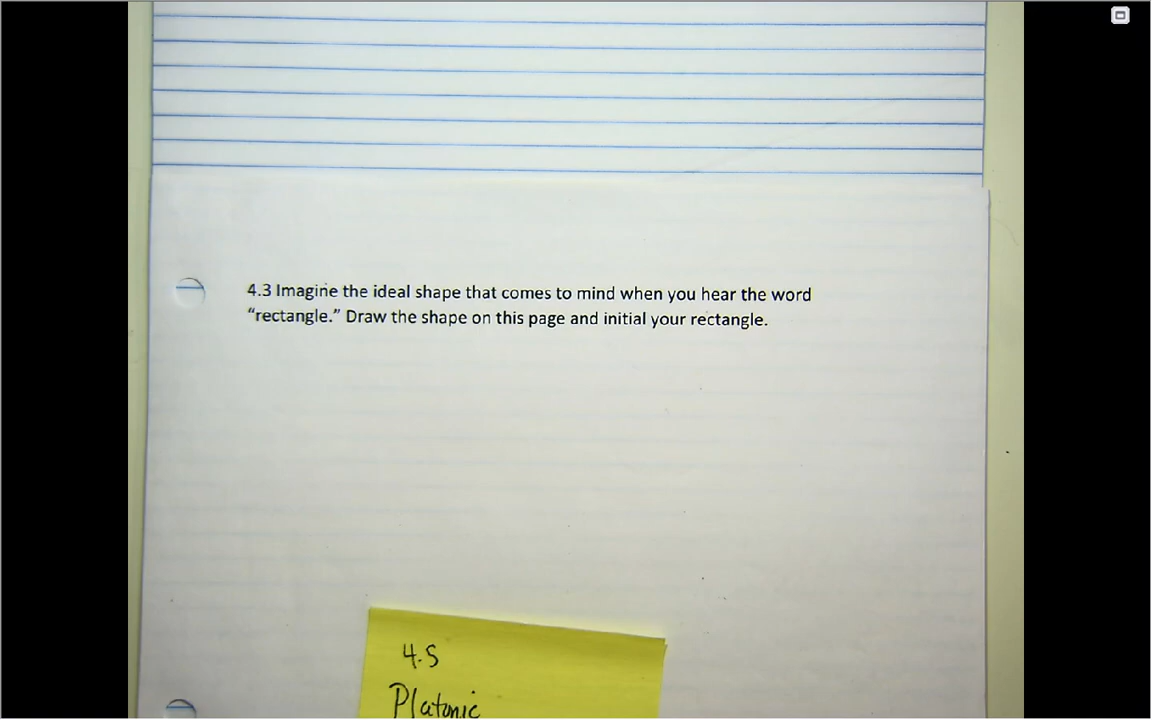 4.3 Imagine the ideal shape that comes to mind when you hear the word
“rectangle.” Draw the shape on this page and initial your rectangle.
4.5
Platonic